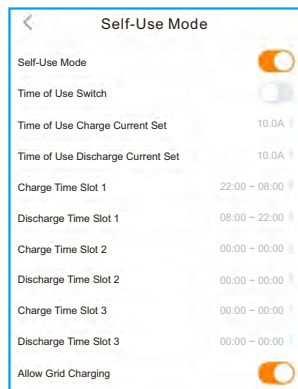 Self-Use Mode
Self-Use Mode
Time of Use Switch
Time of Use Charge Current Set 10.0A
Time of Use Discharge Current Set 10.0A
Charge Time Slot 1 22:00 ~ 08:00
Discharge Time Slot 1 08:00 ~ 22:00
Charge Time Slot 2 00:00 ~ 00:00
Discharge Time Slot 2 00:00 ~ 00:00
Charge Time Slot 3 00:00 ~ 00:00
Discharge Time Slot 3 00:00 ~ 00:00
Allow Grid Charging